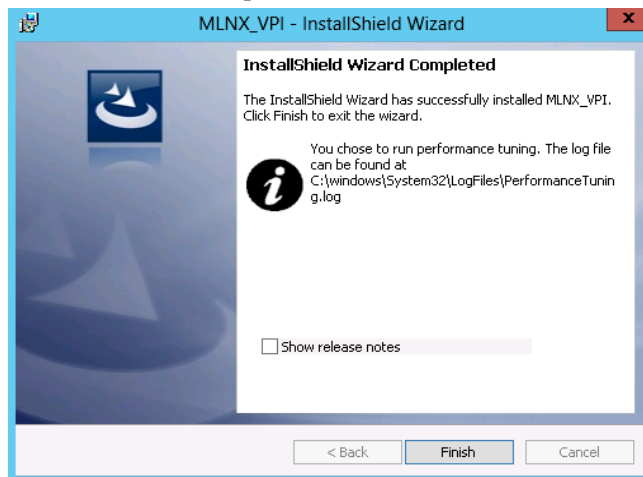 MLNX_VPI - InstallShield Wizard
x
InstallShield Wizard Completed
The InstallShield Wizard has successfully installed MLNX_VPI.
Click Finish to exit the wizard.
You chose to run performance tuning. The log file
can be found at
C:\windows\System32\LogFiles\PerformanceTunin
g.log
Show release notes
< Back
Finish
Cancel